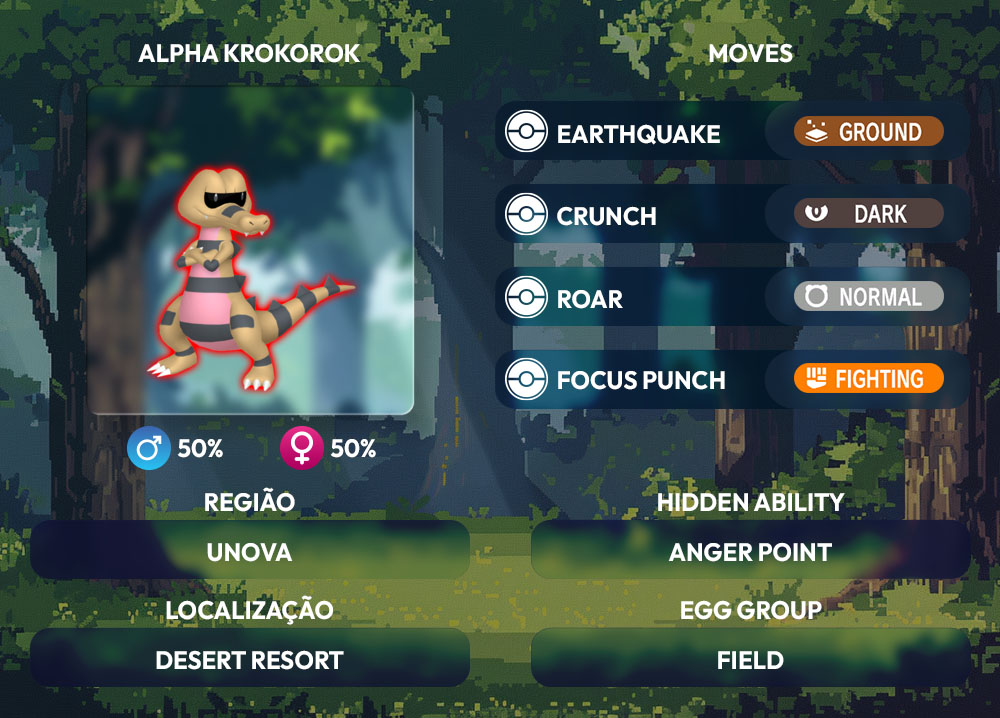 ALPHA KROKOROK
50%
50%
REGIÃO
UNOVA
LOCALIZAÇÃO
DESERT RESORT
MOVES
EARTHQUAKE GROUND
CRUNCH DARK
ROAR NORMAL
FOCUS PUNCH FIGHTING
HIDDEN ABILITY
ANGER POINT
EGG GROUP
FIELD